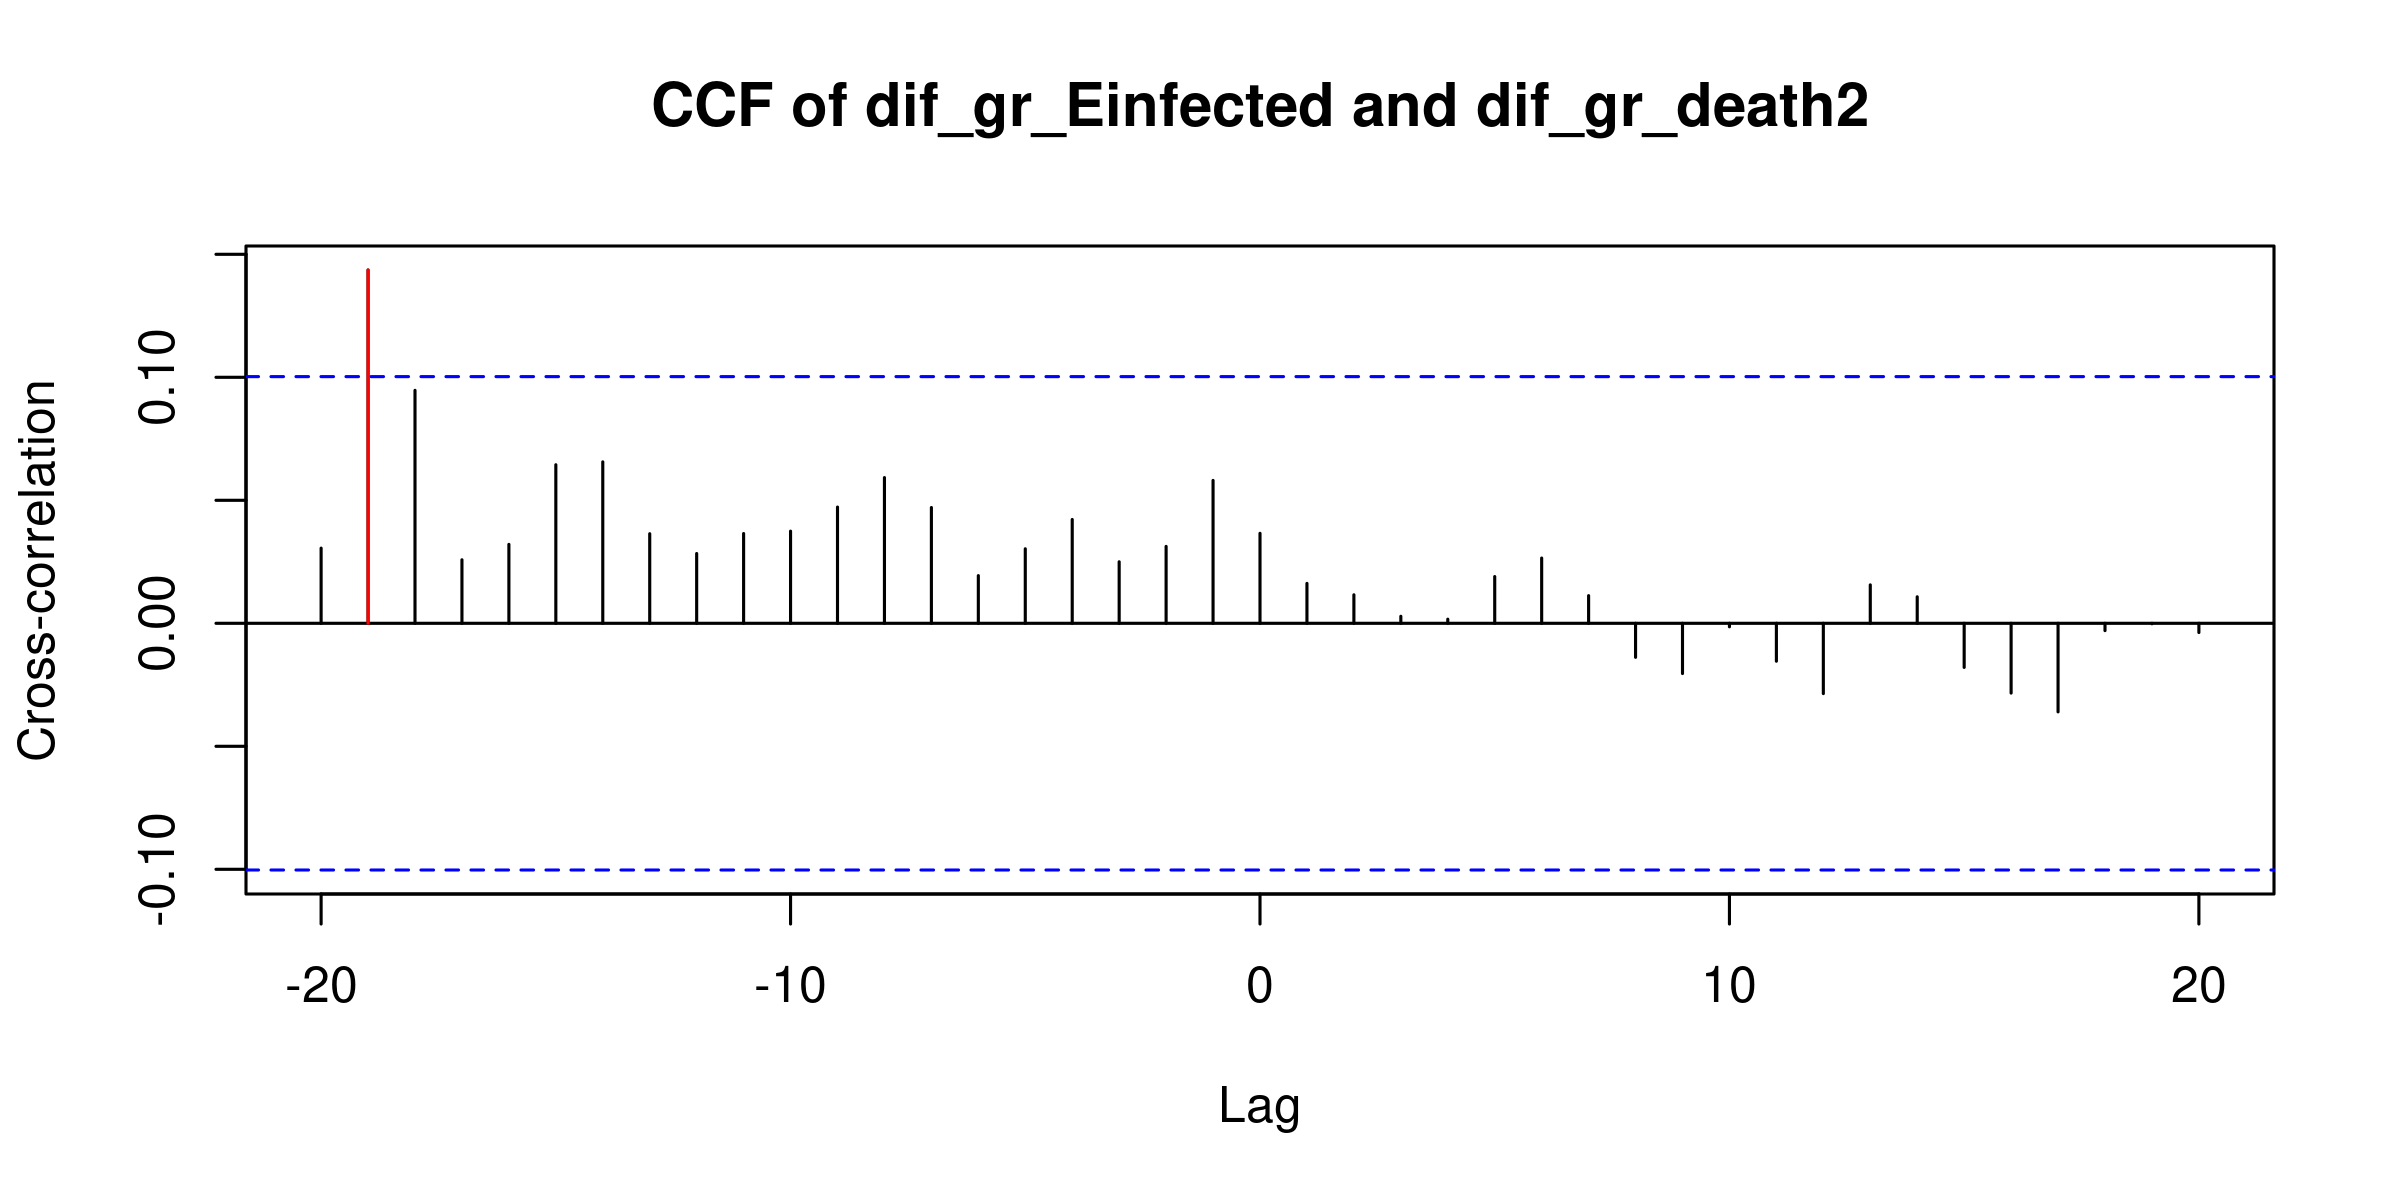 CCF of dif_gr_Einfected and dif_gr_death2
Cross-correlation
0.10
0.00
-0.10
-20 -10 0 10 20
Lag